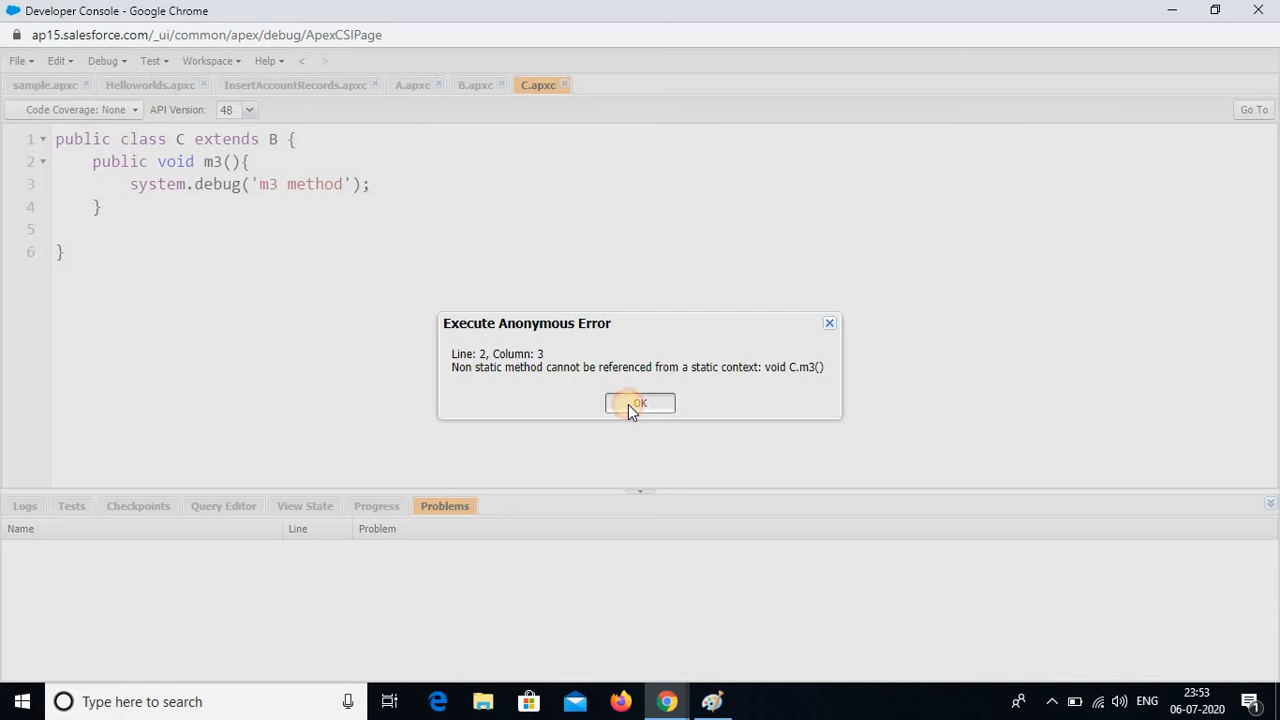 Developer Console - Google Chrome
ap15.salesforce.com/_ui/common/apex/debug/ApexCSIPage
File Edit Debug Test Workspace Help < >
sample.apxc Helloworlds.apxc InsertAccountRecords.apxc A.apxc B.apxc C.apxc
Code Coverage: None API Version: 48 Go To
1 public class C extends B {
2 public void m3(){
3 system.debug('m3 method');
4 }
5
6 }
Execute Anonymous Error
Line: 2, Column: 3
Non static method cannot be referenced from a static context: void C.m3()
OK
Logs Tests Checkpoints Query Editor View State Progress Problems
Name Line Problem
Type here to search
ENG
23:53
06-07-2020
1